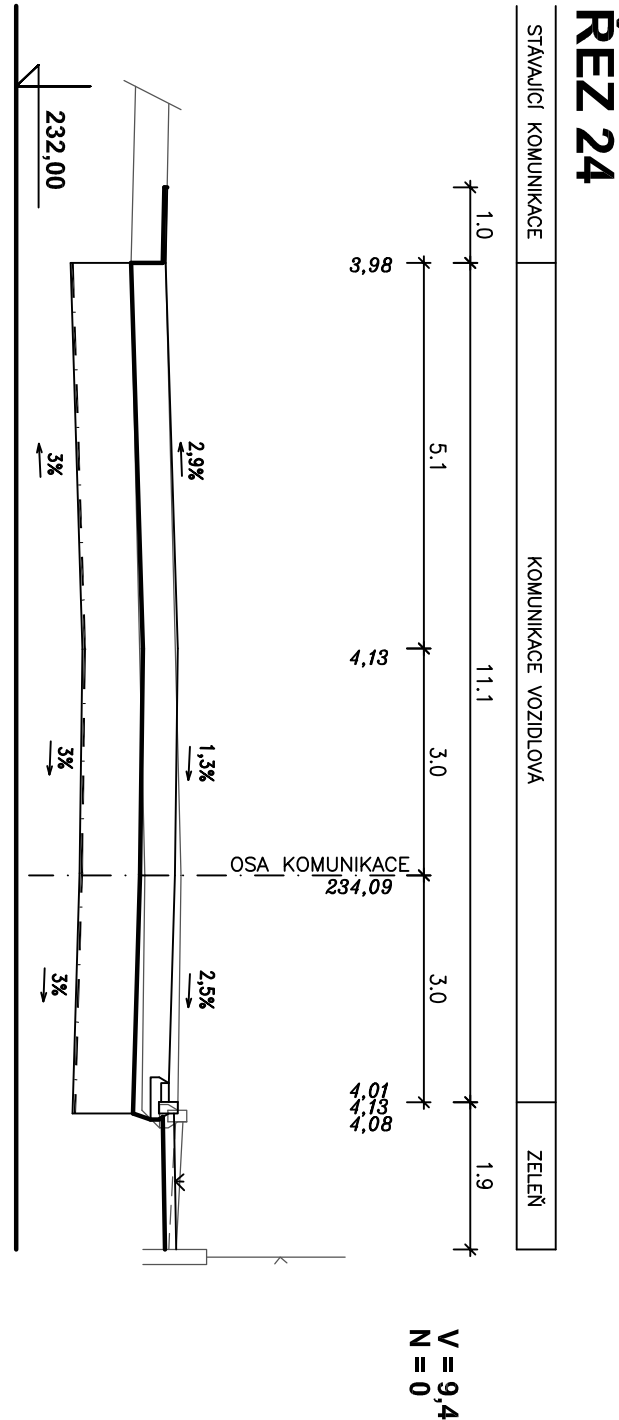 ŘEZ 24
STÁVAJÍCÍ KOMUNIKACE
KOMUNIKACE VOZIDLOVÁ
ZELEŇ
1.0
11.1
1.9
5.1
3.0
3.0
3,98
4,13
234,09
4,01
4,13
4,08
OSA KOMUNIKACE
2,9%
1,3%
2,5%
3%
3%
3%
232,00
V = 9,4
N = 0